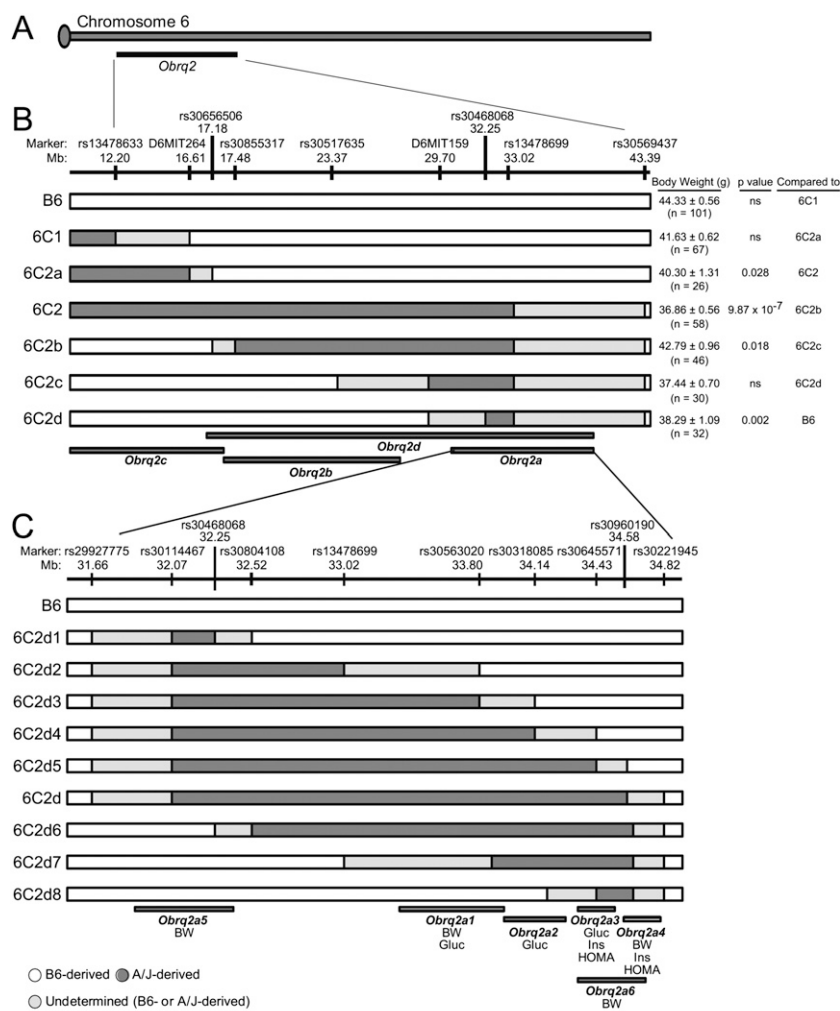 A
Chromosome 6
Obrq2
B
rs30656506 rs30468068
17.18 32.25
Marker: rs13478633 D6MIT264 rs30855317 rs30517635 D6MIT159 rs13478699 rs30569437
Mb: 12.20 16.61 17.48 23.37 29.70 33.02 43.39
Body Weight (g) p value Compared to
B6 44.33 ± 0.56 ns 6C1
(n = 101)
6C1 41.63 ± 0.62 ns 6C2a
(n = 67)
6C2a 40.30 ± 1.31 0.028 6C2
(n = 26)
6C2 36.86 ± 0.56 9.87 x 10-7 6C2b
(n = 58)
6C2b 42.79 ± 0.96 0.018 6C2c
(n = 46)
6C2c 37.44 ± 0.70 ns 6C2d
(n = 30)
6C2d 38.29 ± 1.09 0.002 B6
(n = 32)
Obrq2d
Obrq2c Obrq2a
Obrq2b
C
rs30468068 rs30960190
32.25 34.58
Marker: rs29927775 rs30114467 rs30804108 rs13478699 rs30563020 rs30318085 rs30645571 rs30221945
Mb: 31.66 32.07 32.52 33.02 33.80 34.14 34.43 34.82
B6
6C2d1
6C2d2
6C2d3
6C2d4
6C2d5
6C2d
6C2d6
6C2d7
6C2d8
Obrq2a5 Obrq2a1 Obrq2a2 Obrq2a3 Obrq2a4
BW BW Gluc Gluc BW
Gluc Ins Ins
HOMA HOMA
Obrq2a6
BW
B6-derived A/J-derived
Undetermined (B6- or A/J-derived)